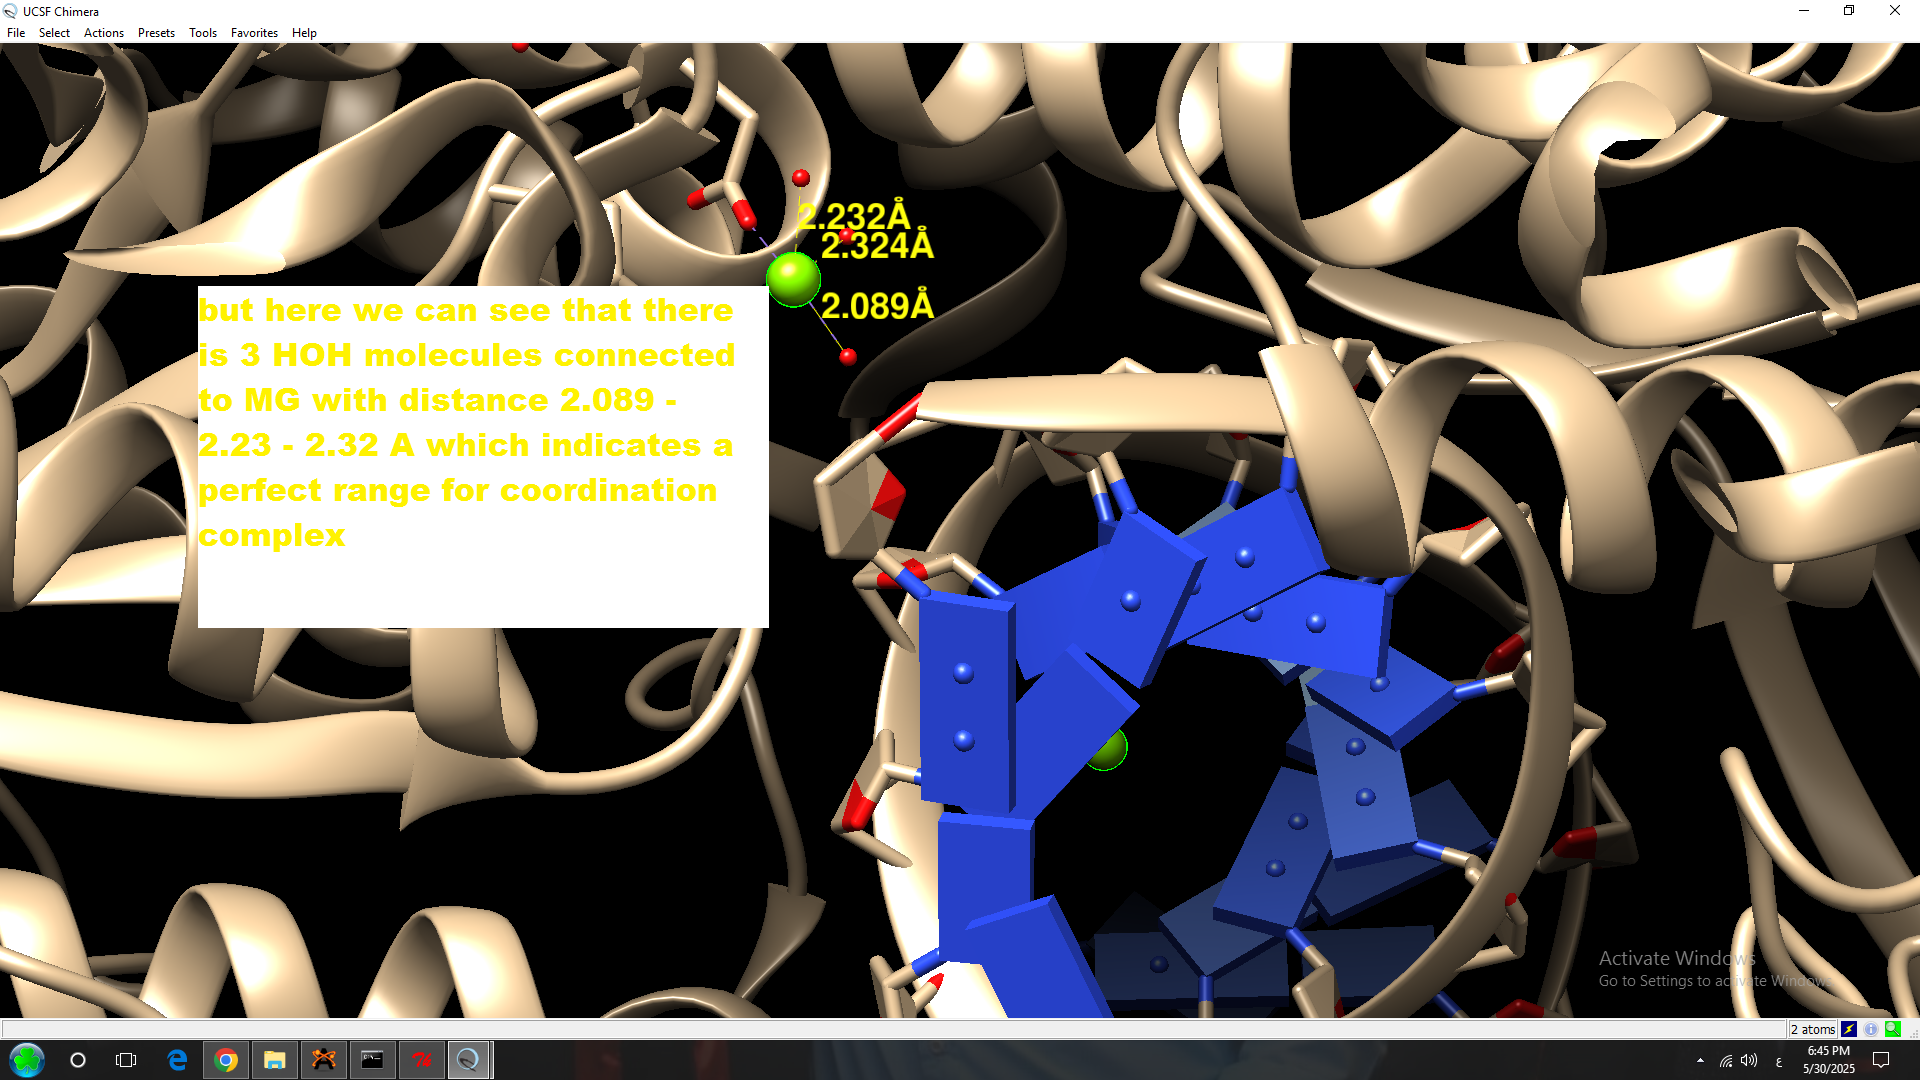 UCSF Chimera
File Select Actions Presets Tools Favorites Help
2.232Å
2.324Å
2.089Å
but here we can see that there
is 3 HOH molecules connected
to MG with distance 2.089 -
2.23 - 2.32 A which indicates a
perfect range for coordination
complex
Activate Windows
Go to Settings to activate Windows.
2 atoms
6:45 PM
ع
5/30/2025